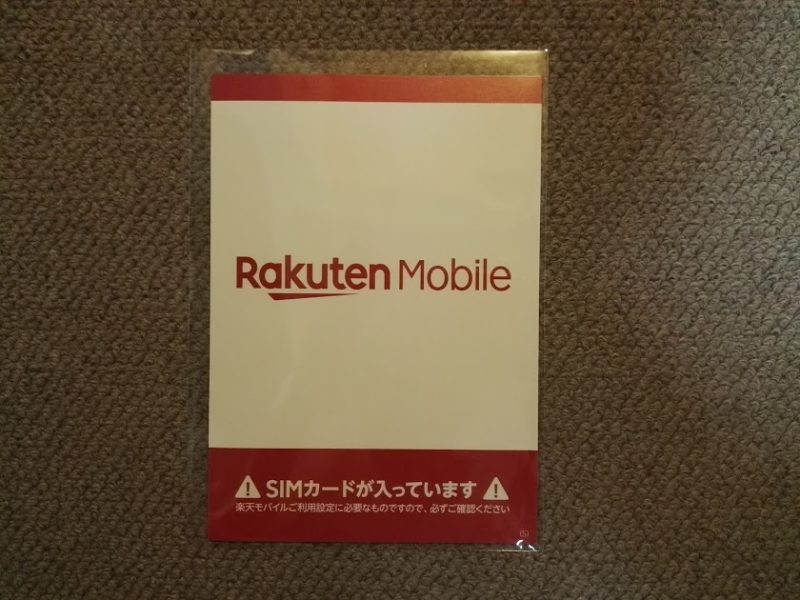 Rakuten Mobile
SIMカードが入っています
楽天モバイルご利用設定に必要なものですので、必ずご確認ください